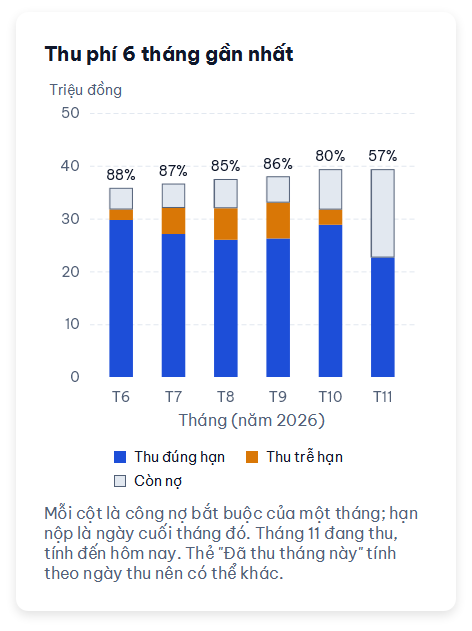 Thu phí 6 tháng gần nhất
Triệu đồng
50
40
30
20
10
0
88%
87%
85%
86%
80%
57%
T6
T7
T8
T9
T10
T11
Tháng (năm 2026)
Thu đúng hạn
Thu trễ hạn
Còn nợ
Mỗi cột là công nợ bắt buộc của một tháng; hạn
nộp là ngày cuối tháng đó. Tháng 11 đang thu,
tính đến hôm nay. Thẻ "Đã thu tháng này" tính
theo ngày thu nên có thể khác.